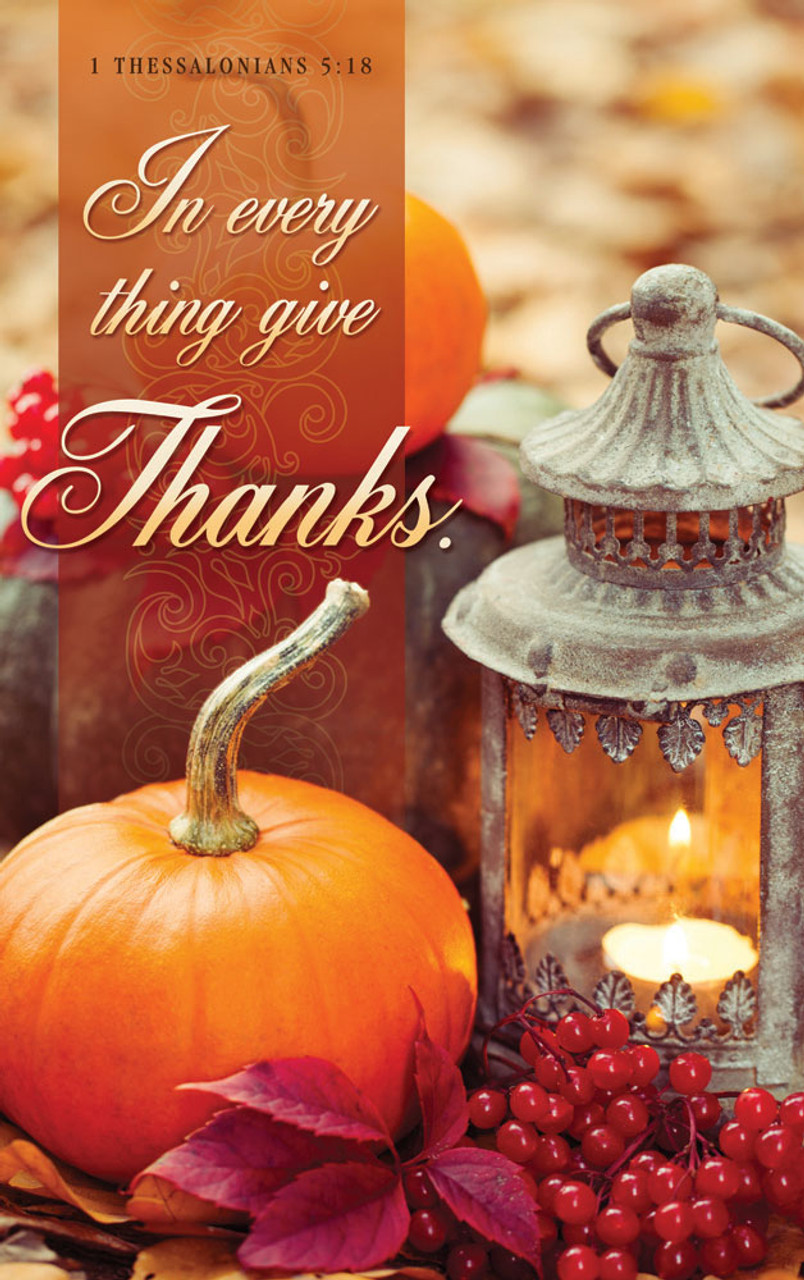 1 THESSALONIANS 5:18
In every
thing give
Thanks.